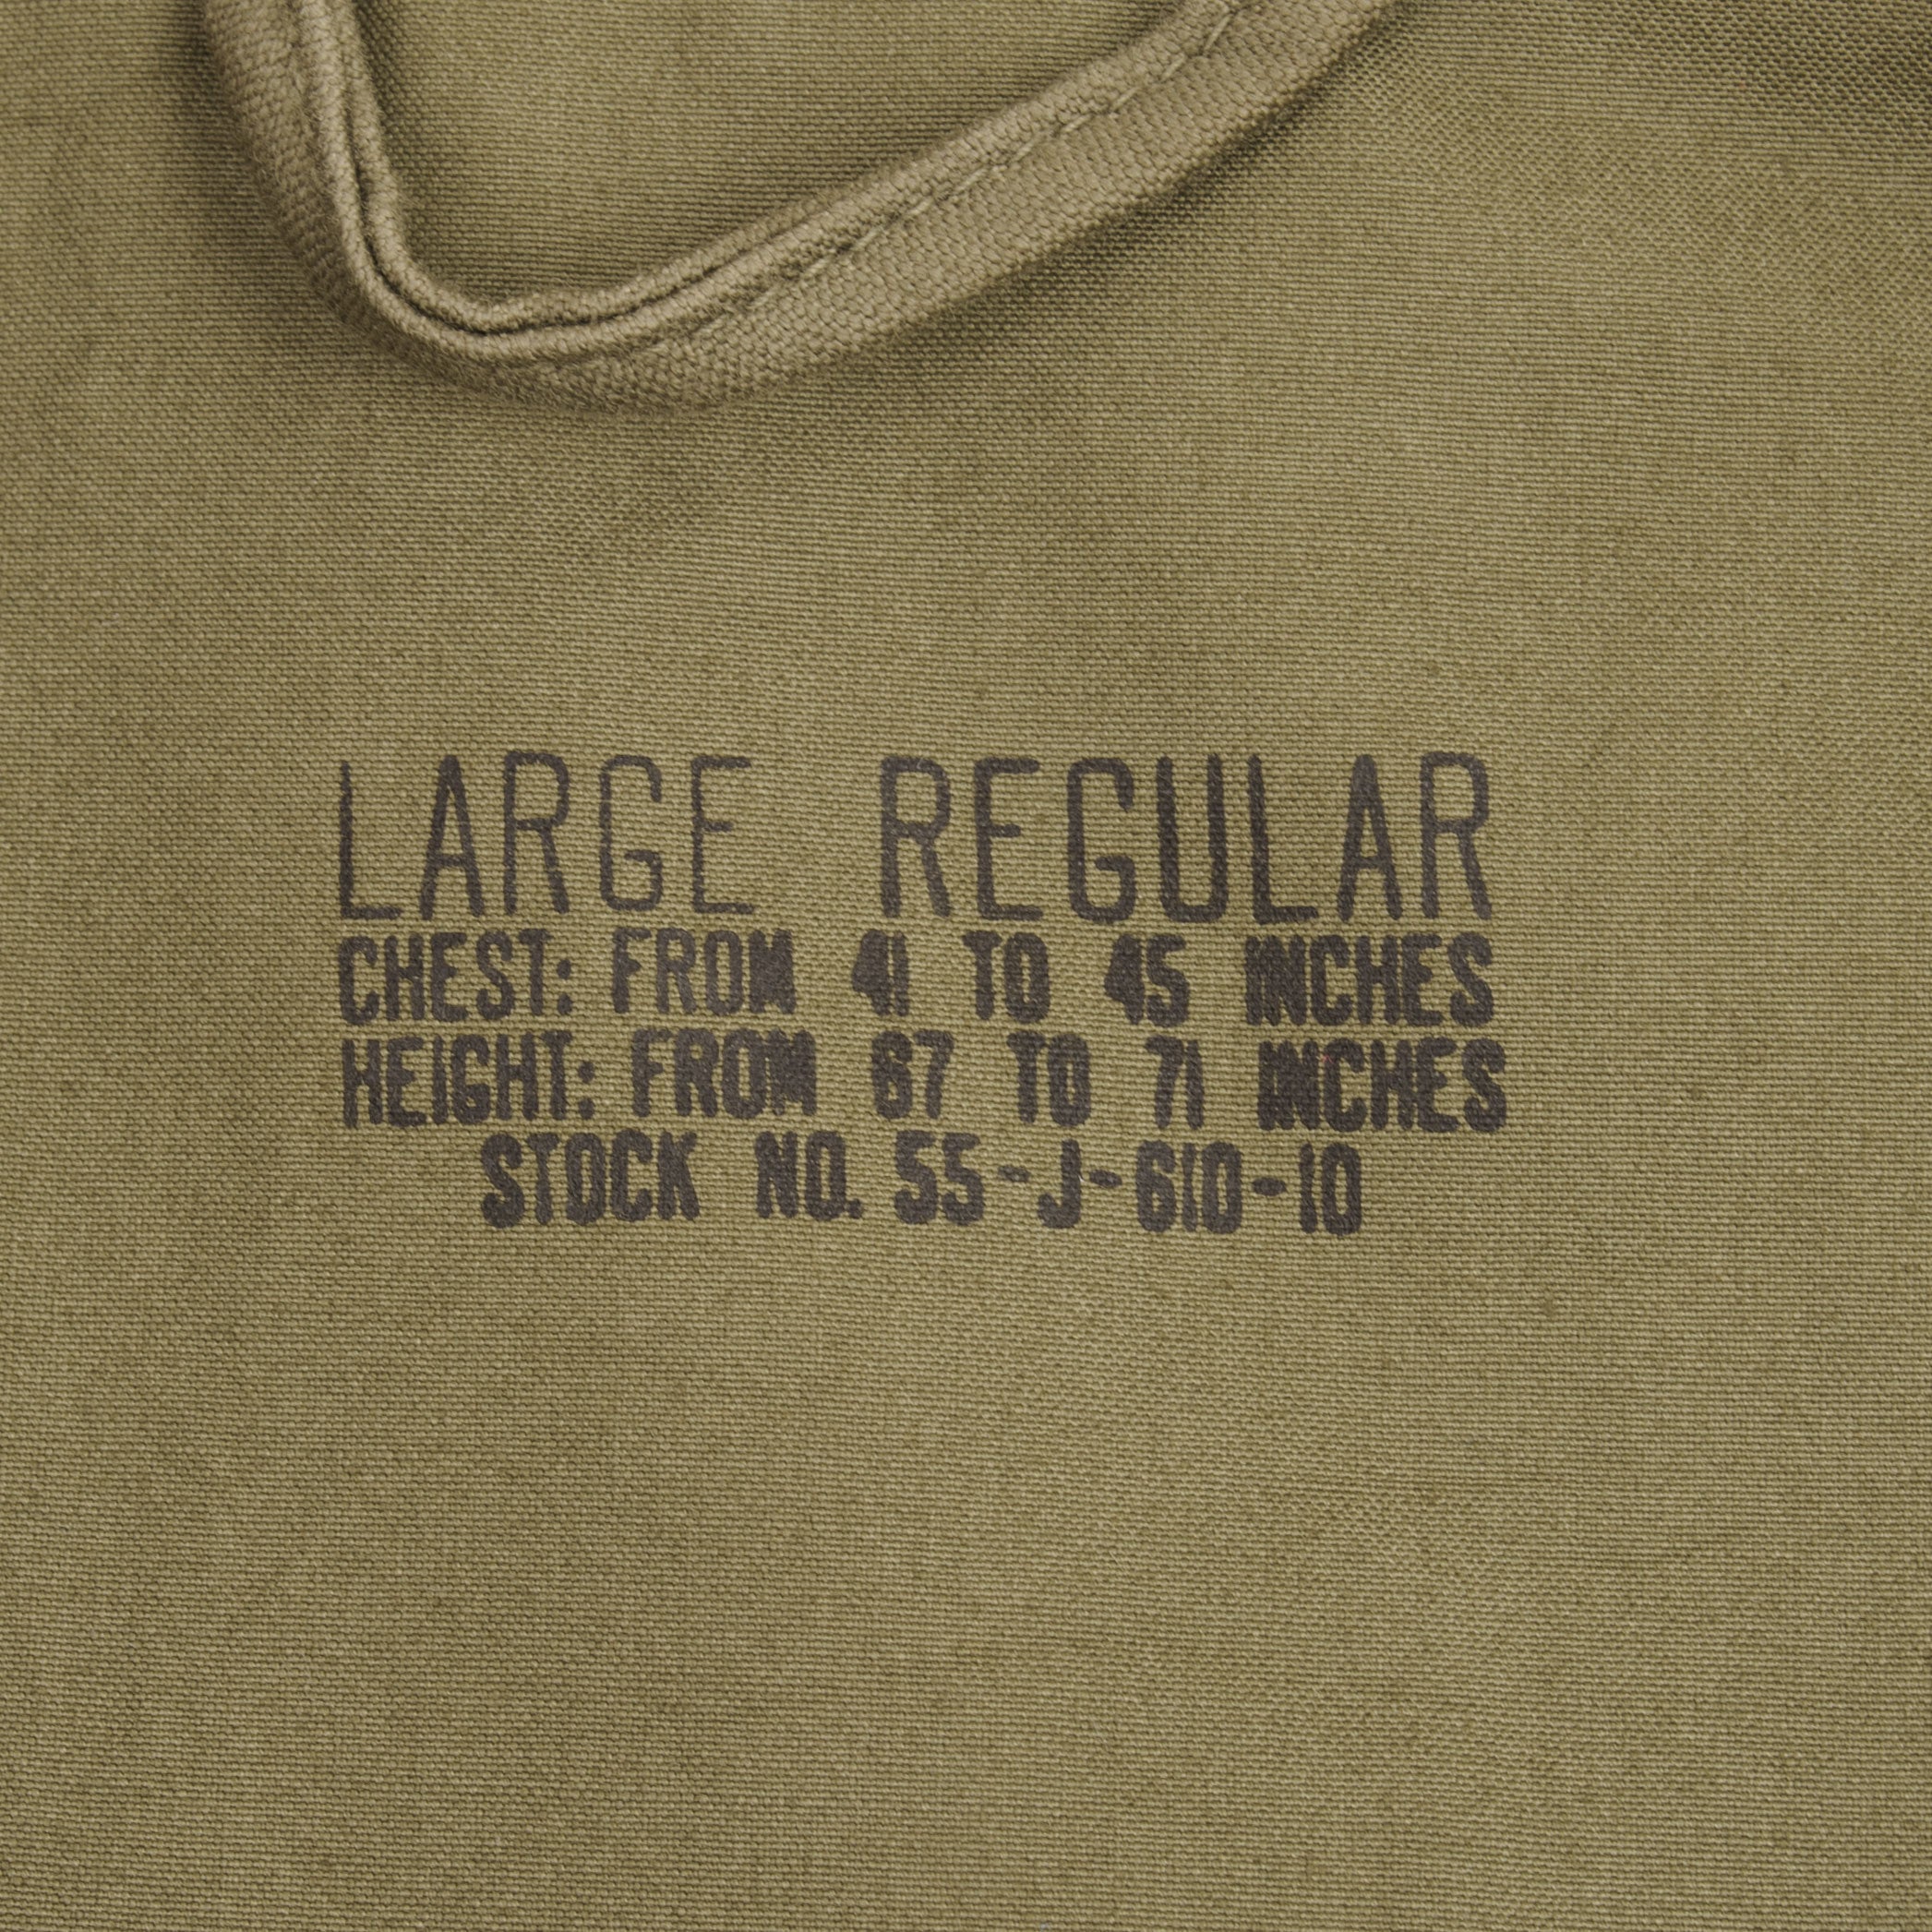 LARGE REGULAR
CHEST: FROM 41 TO 45 INCHES
HEIGHT: FROM 67 TO 71 INCHES
STOCK NO. 55-J-610-10